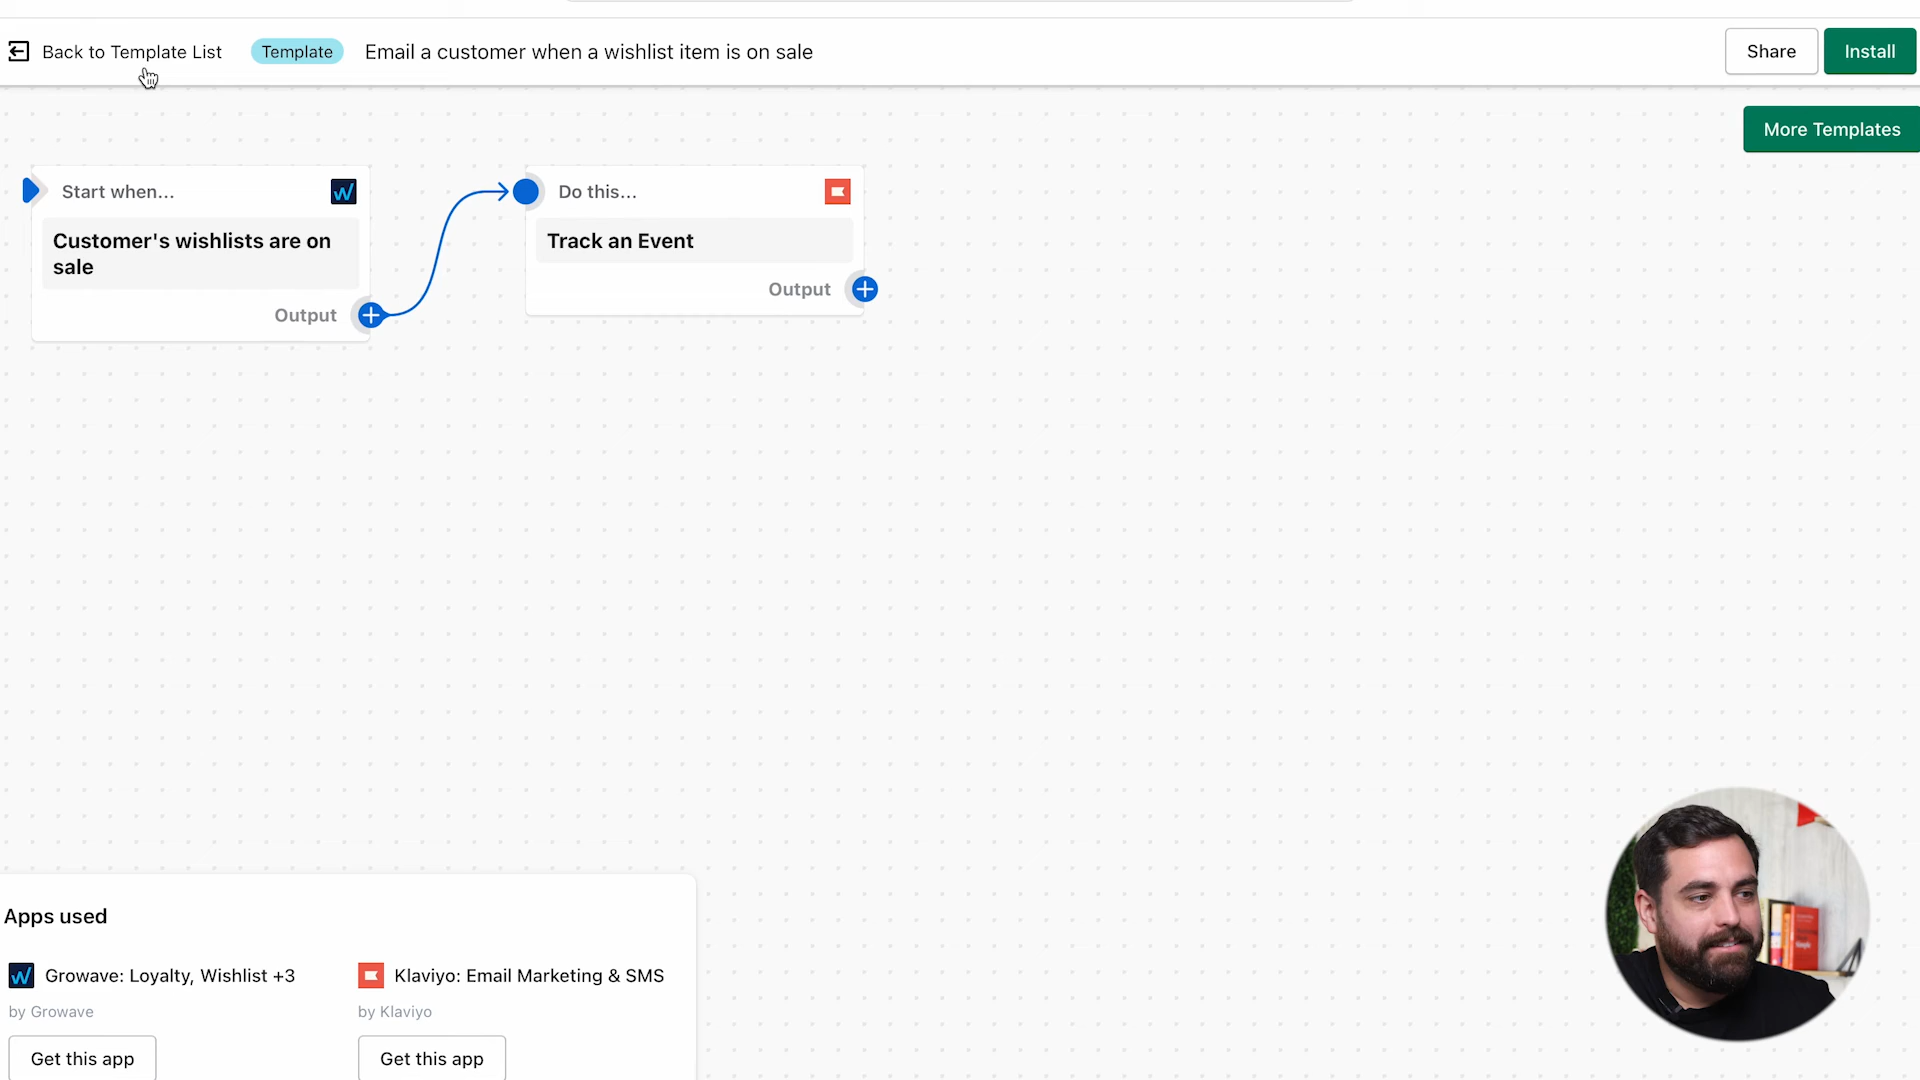 Back to Template List
Template
Email a customer when a wishlist item is on sale
Share
Install
More Templates
Start when...
Customer's wishlists are on
sale
Output
Do this...
Track an Event
Output
Apps used
Growave: Loyalty, Wishlist +3
by Growave
Get this app
Klaviyo: Email Marketing & SMS
by Klaviyo
Get this app